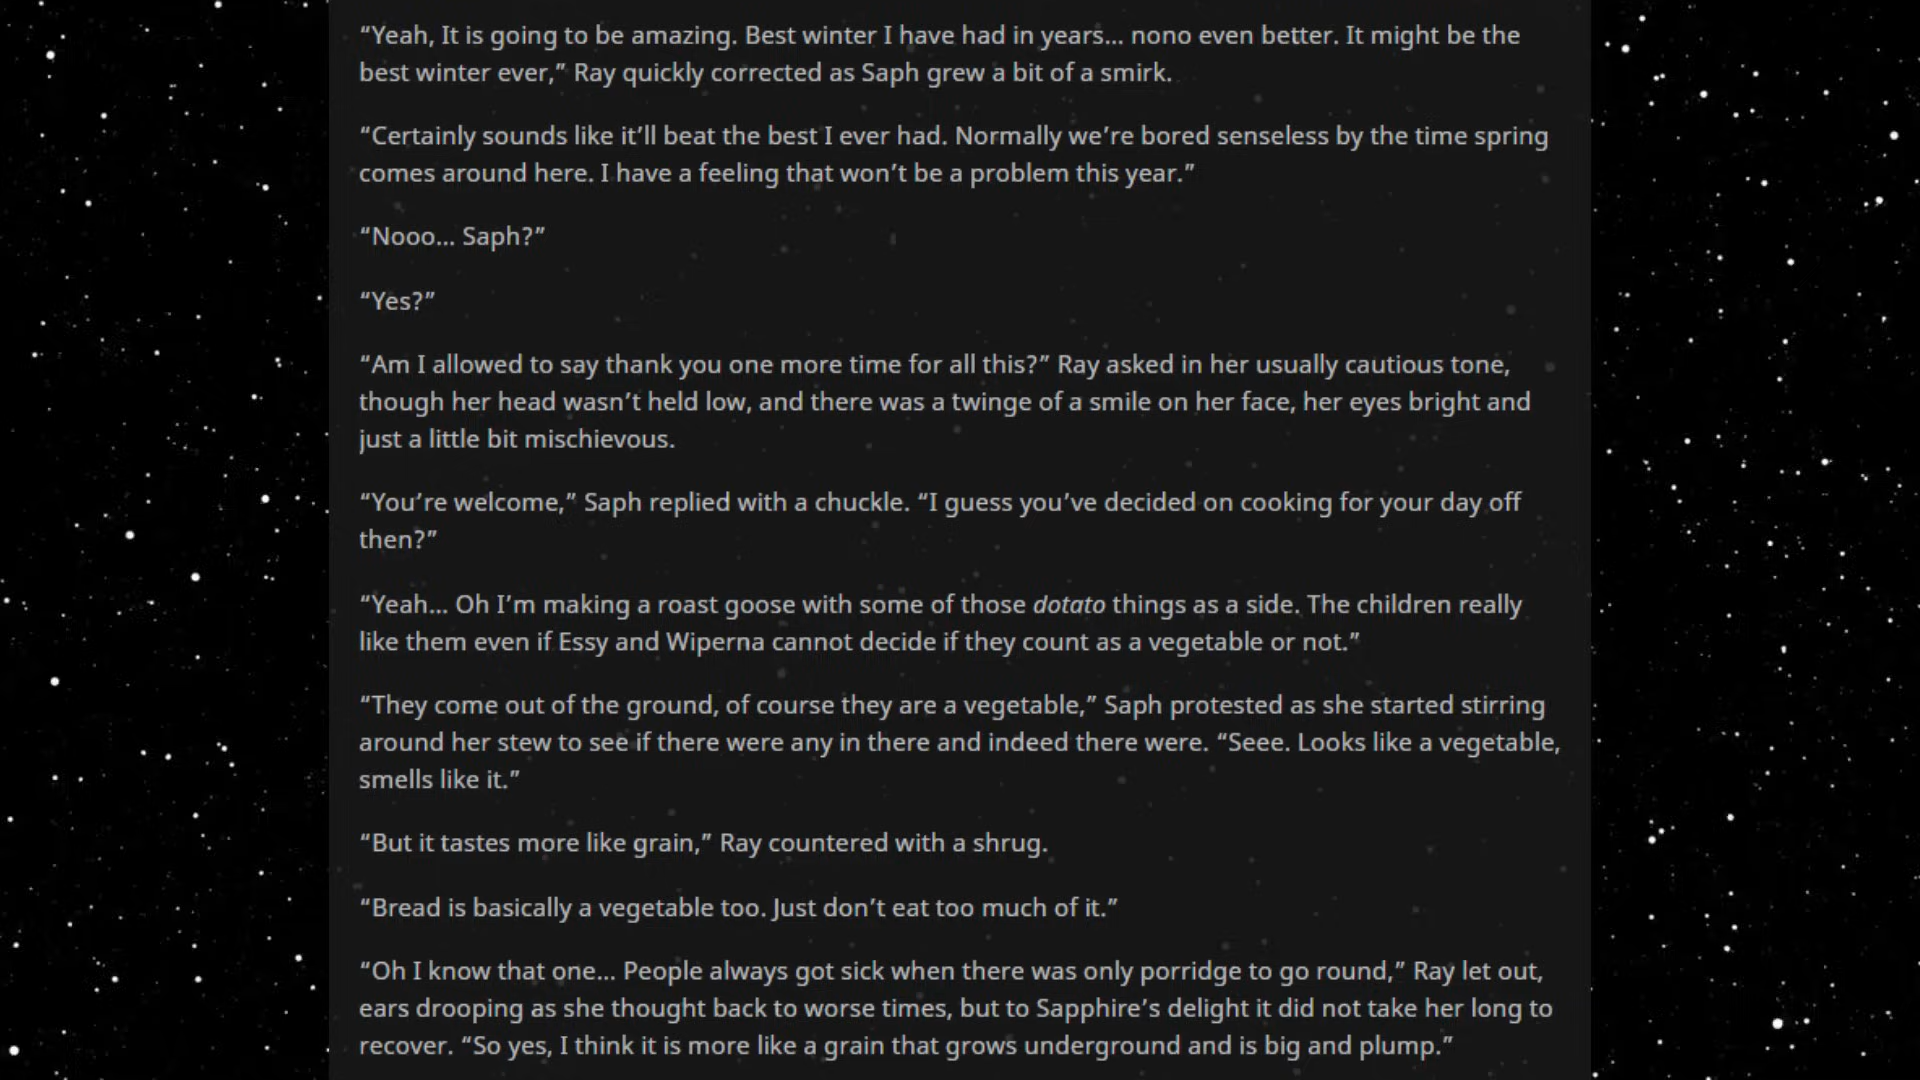 “Yeah, It is going to be amazing. Best winter I have had in years... nono even better. It might be the
best winter ever,” Ray quickly corrected as Saph grew a bit of a smirk.
“Certainly sounds like it’ll beat the best I ever had. Normally we’re bored senseless by the time spring
comes around here. I have a feeling that won’t be a problem this year.”
“Nooo... Saph?”
“Yes?”
“Am I allowed to say thank you one more time for all this?” Ray asked in her usually cautious tone,
though her head wasn’t held low, and there was a twinge of a smile on her face, her eyes bright and
just a little bit mischievous.
“You’re welcome,” Saph replied with a chuckle. “I guess you’ve decided on cooking for your day off
then?”
“Yeah... Oh I’m making a roast goose with some of those dotato things as a side. The children really
like them even if Essy and Wiperna cannot decide if they count as a vegetable or not.”
“They come out of the ground, of course they are a vegetable,” Saph protested as she started stirring
around her stew to see if there were any in there and indeed there were. “Seee. Looks like a vegetable,
smells like it.”
“But it tastes more like grain,” Ray countered with a shrug.
“Bread is basically a vegetable too. Just don’t eat too much of it.”
“Oh I know that one... People always got sick when there was only porridge to go round,” Ray let out,
ears drooping as she thought back to worse times, but to Sapphire’s delight it did not take her long to
recover. “So yes, I think it is more like a grain that grows underground and is big and plump.”